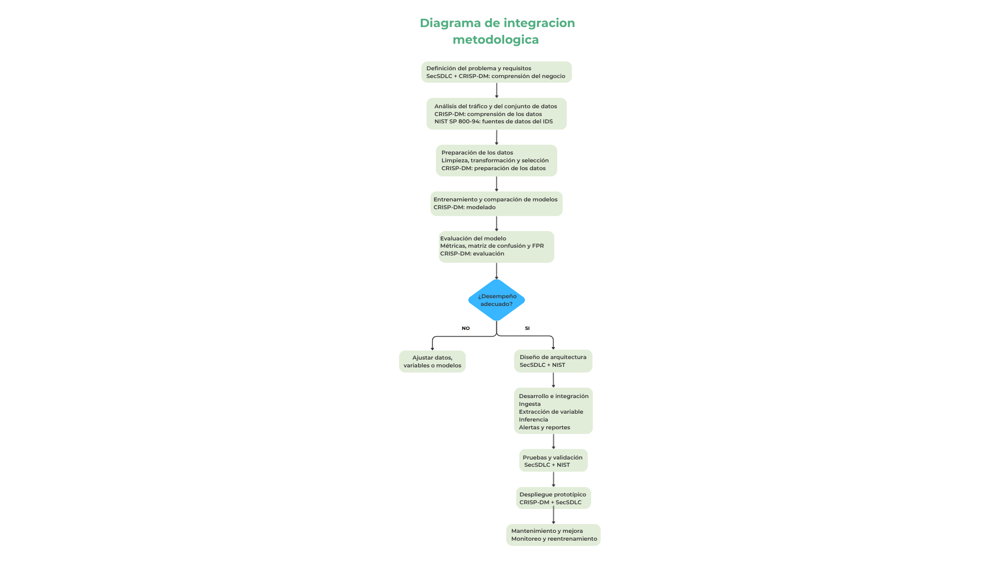 Diagrama de integracion
metodologica
Definición del problema y requisitos
SecSDLC + CRISP-DM: comprensión del negocio
Análisis del tráfico y del conjunto de datos
CRISP-DM: comprensión de los datos
NIST SP 800-94: fuentes de datos del IDS
Preparación de los datos
Limpieza, transformación y selección
CRISP-DM: preparación de los datos
Entrenamiento y comparación de modelos
CRISP-DM: modelado
Evaluación del modelo
Métricas, matriz de confusión y FPR
CRISP-DM: evaluación
¿Desempeño
adecuado?
NO
SI
Ajustar datos,
variables o modelos
Diseño de arquitectura
SecSDLC + NIST
Desarrollo e integración
Ingesta
Extracción de variable
Inferencia
Alertas y reportes
Pruebas y validación
SecSDLC + NIST
Despliegue prototípico
CRISP-DM + SecSDLC
Mantenimiento y mejora
Monitoreo y reentrenamiento